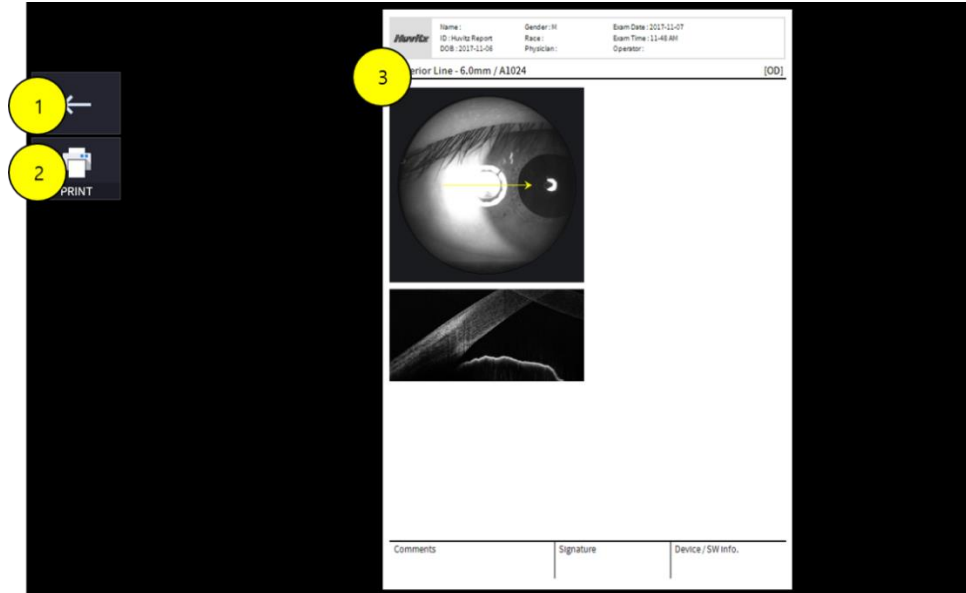 Huvitz
Name :
ID : Huvitz Report
DOB : 2017-11-06
Gender : M
Race :
Physician :
Exam Date : 2017-11-07
Exam Time : 11-48 AM
Operator :
3
Line - 6.0mm / A1024
[OD]
1
2
PRINT
Comments
Signature
Device / SW Info.